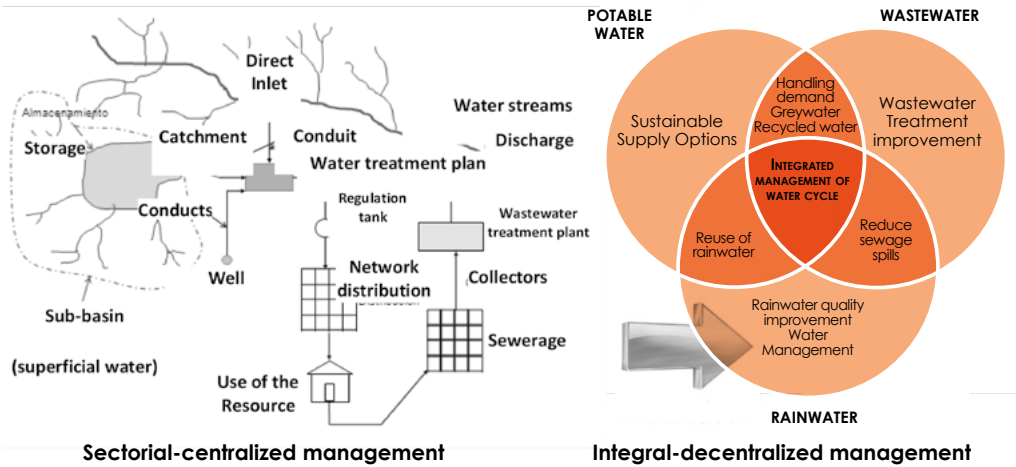 Direct
Inlet
Almacenamiento
Storage
Catchment
Conduit
Water streams
Discharge
Water treatment plan
Conducts
Regulation
tank
Wastewater
treatment plant
Well
Network
distribution
Collectors
Sub-basin
Sewerage
(superficial water)
Use of the
Resource
Sectorial-centralized management
POTABLE
WATER
WASTEWATER
Handling
demand
Greywater
Recycled water
Sustainable
Supply Options
Wastewater
Treatment
improvement
INTEGRATED
MANAGEMENT OF
WATER CYCLE
Reuse of
rainwater
Reduce
sewage
spills
Rainwater quality
improvement
Water
Management
RAINWATER
Integral-decentralized management